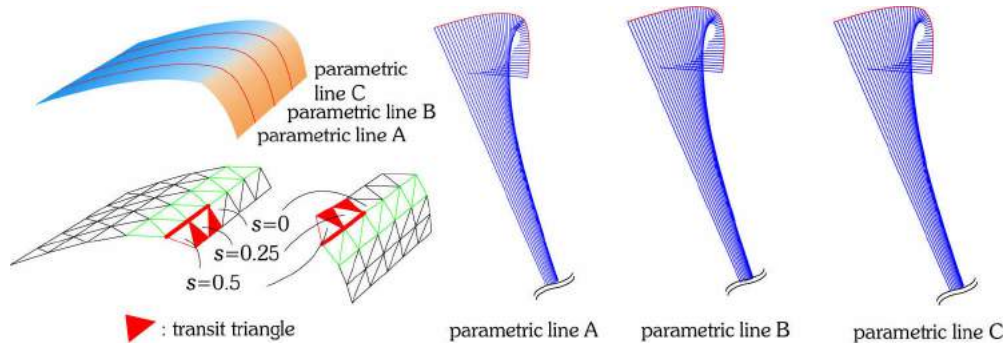 parametric
line C
parametric line B
parametric line A
s=0
s=0.25
s=0.5
: transit triangle
parametric line A
parametric line B
parametric line C